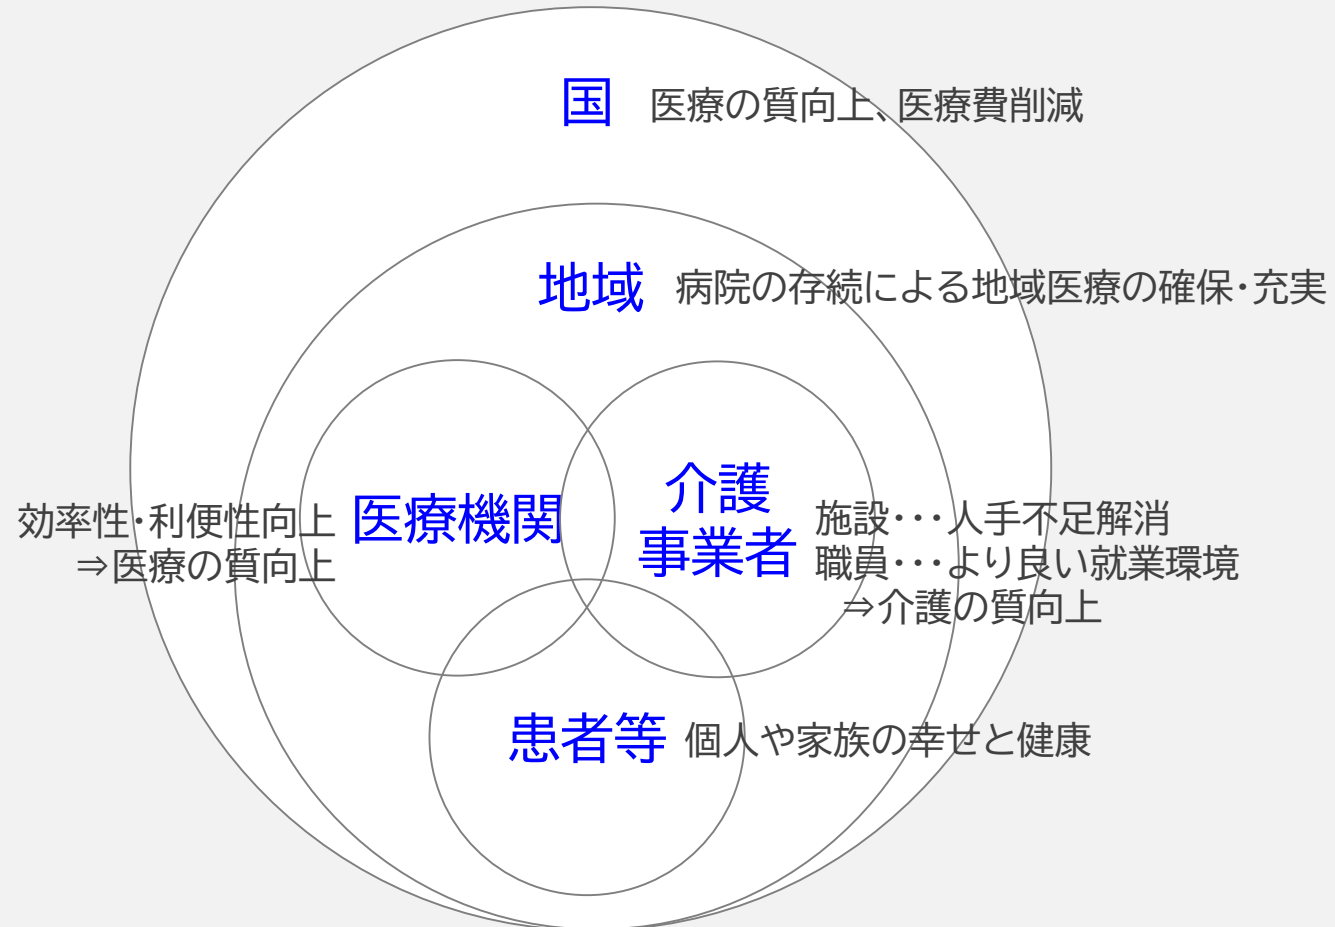 国 医療の質向上、医療費削減
地域 病院の存続による地域医療の確保・充実
医療機関
効率性・利便性向上
⇒医療の質向上
介護
事業者
施設・・・人手不足解消
職員・・・より良い就業環境
⇒介護の質向上
患者等 個人や家族の幸せと健康